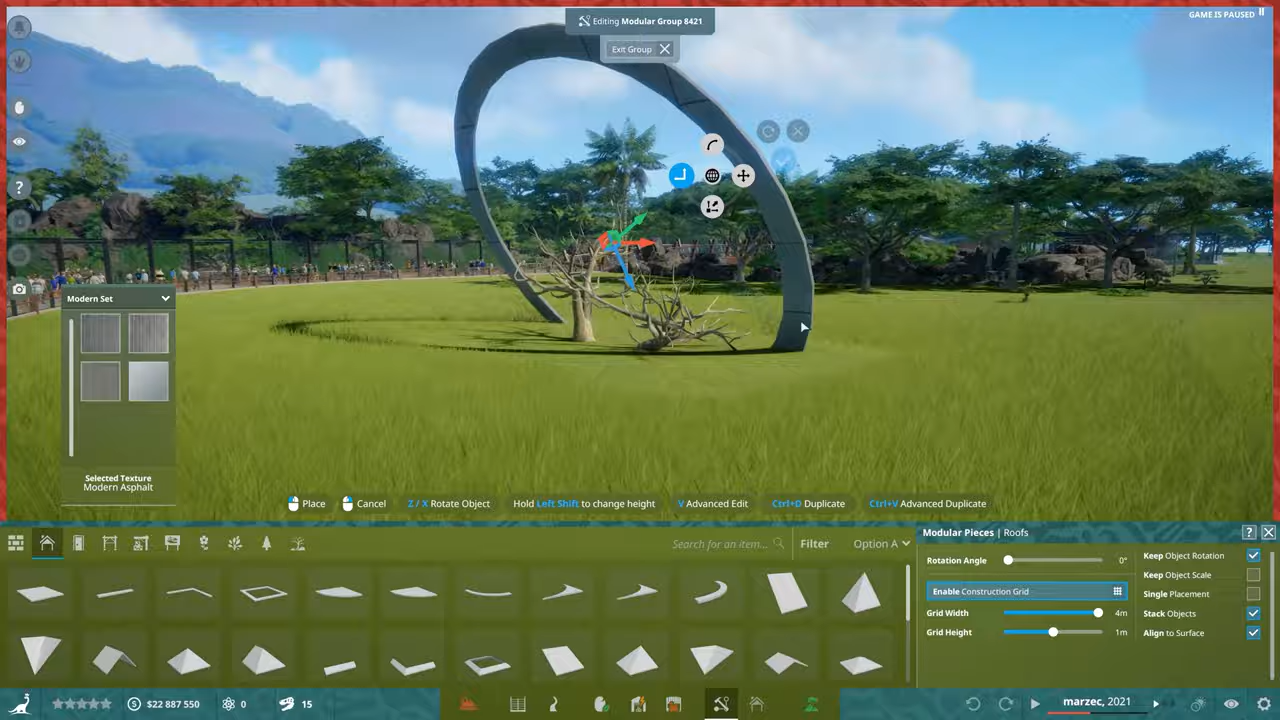 Editing Modular Group 8421
GAME IS PAUSED
Exit Group
?
Modern Set
Selected Texture
Modern Asphalt
Place
Cancel
Z / X Rotate Object
Hold Left Shift to change height
V Advanced Edit
Ctrl+D Duplicate
Ctrl+V Advanced Duplicate
Search for an item...
Filter
Option A
Modular Pieces | Roofs
?
Rotation Angle
0°
Enable Construction Grid
Grid Width
4m
Grid Height
1m
Keep Object Rotation
Keep Object Scale
Single Placement
Stack Objects
Align to Surface
$22 887 550
0
15
marzec, 2021